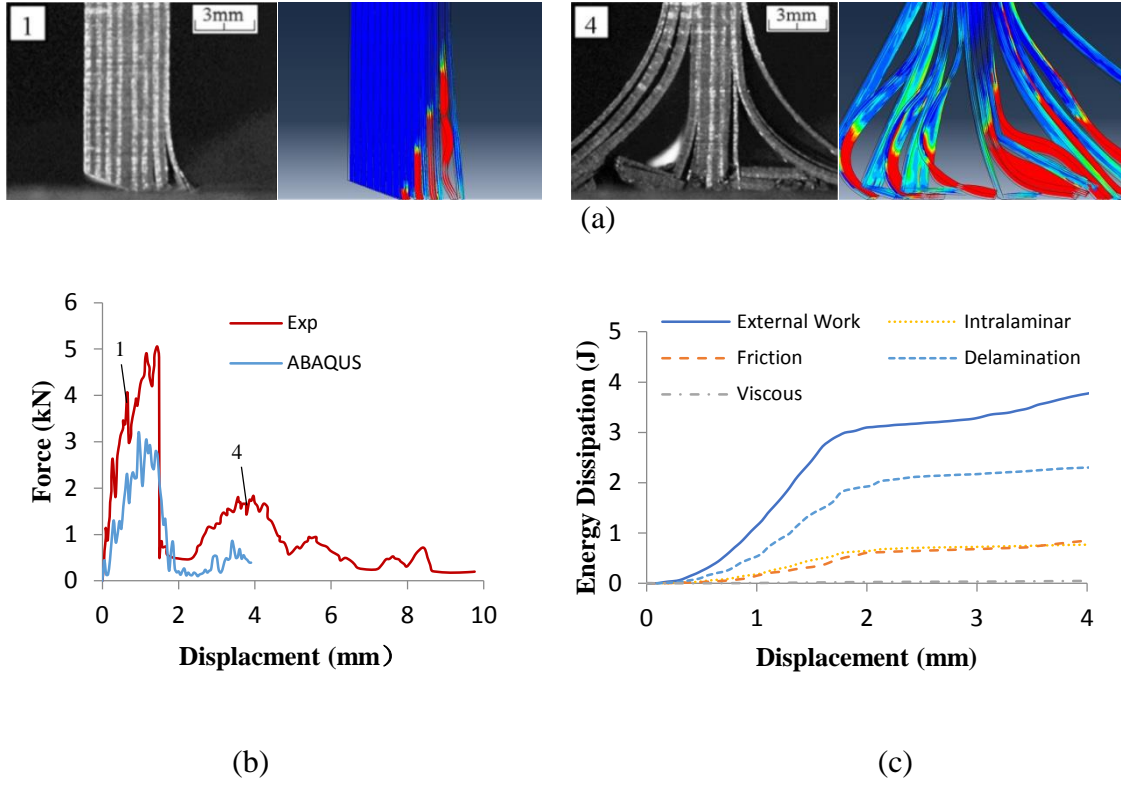 1
3mm
4
3mm
(a)
6
5
4
3
2
1
0
Force (kN)
Exp
ABAQUS
1
4
0
2
4
6
8
10
Displacment (mm）
(b)
External Work
Intralaminar
Friction
Delamination
Viscous
5
4
3
2
1
0
Energy Dissipation (J)
0
1
2
3
4
Displacement (mm)
(c)